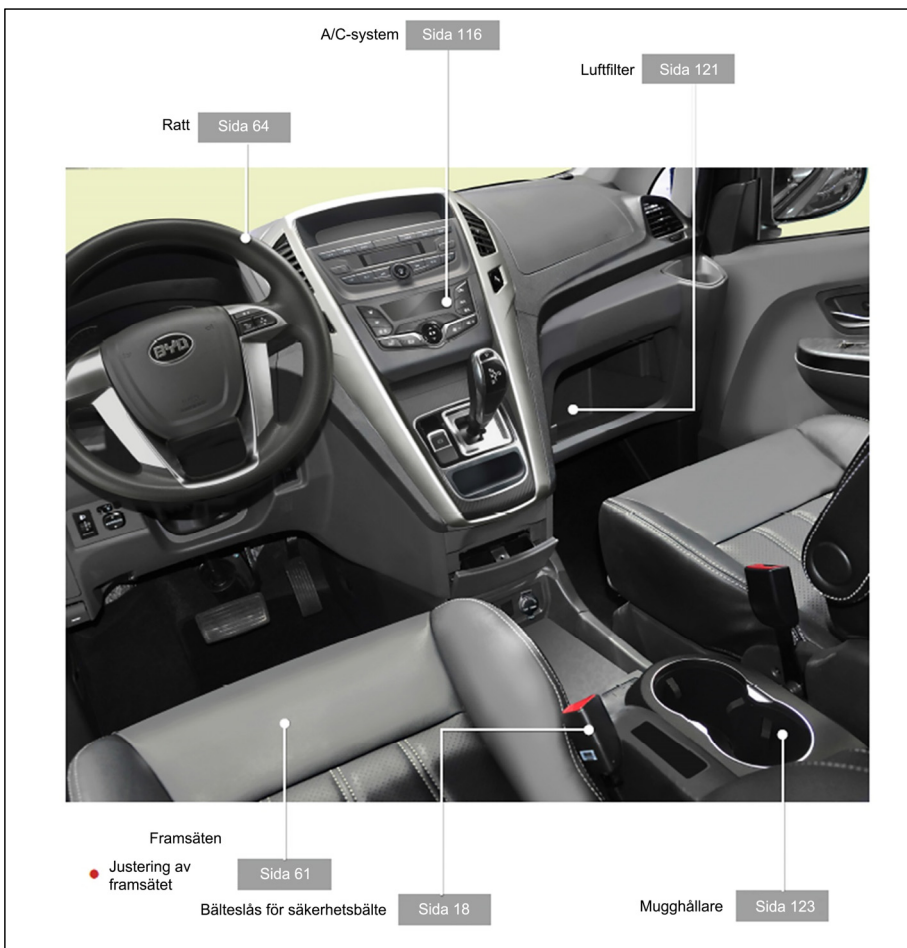 A/C-system Sida 116
Luftfilter Sida 121
Ratt Sida 64
BYD
Framsäten
Justering av
framsätet Sida 61
Bälteslås för säkerhetsbälte Sida 18
Mugghållare Sida 123